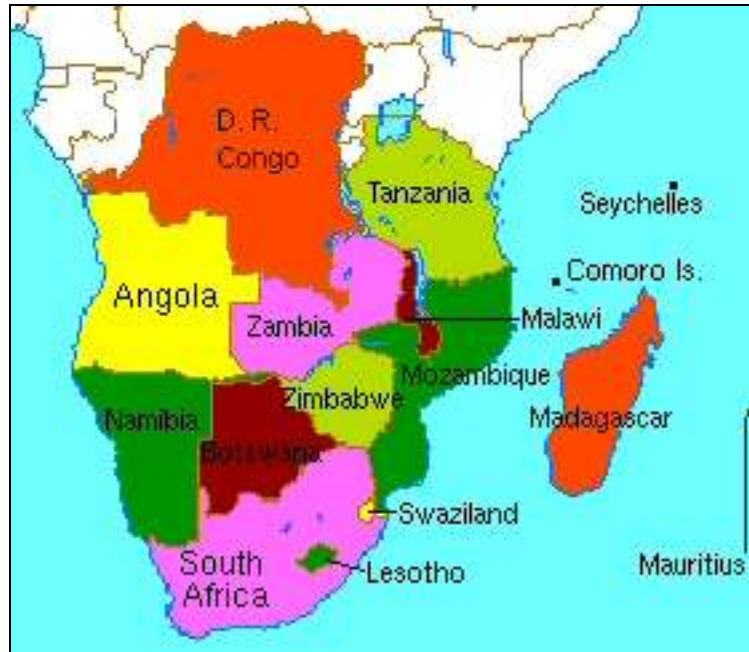 D. R.
Congo
Tanzania
Seychelles
Comoro Is.
Angola
Zambia
Malawi
Mozambique
Zimbabwe
Namibia
Madagascar
Botswana
Swaziland
South
Africa
Lesotho
Mauritius